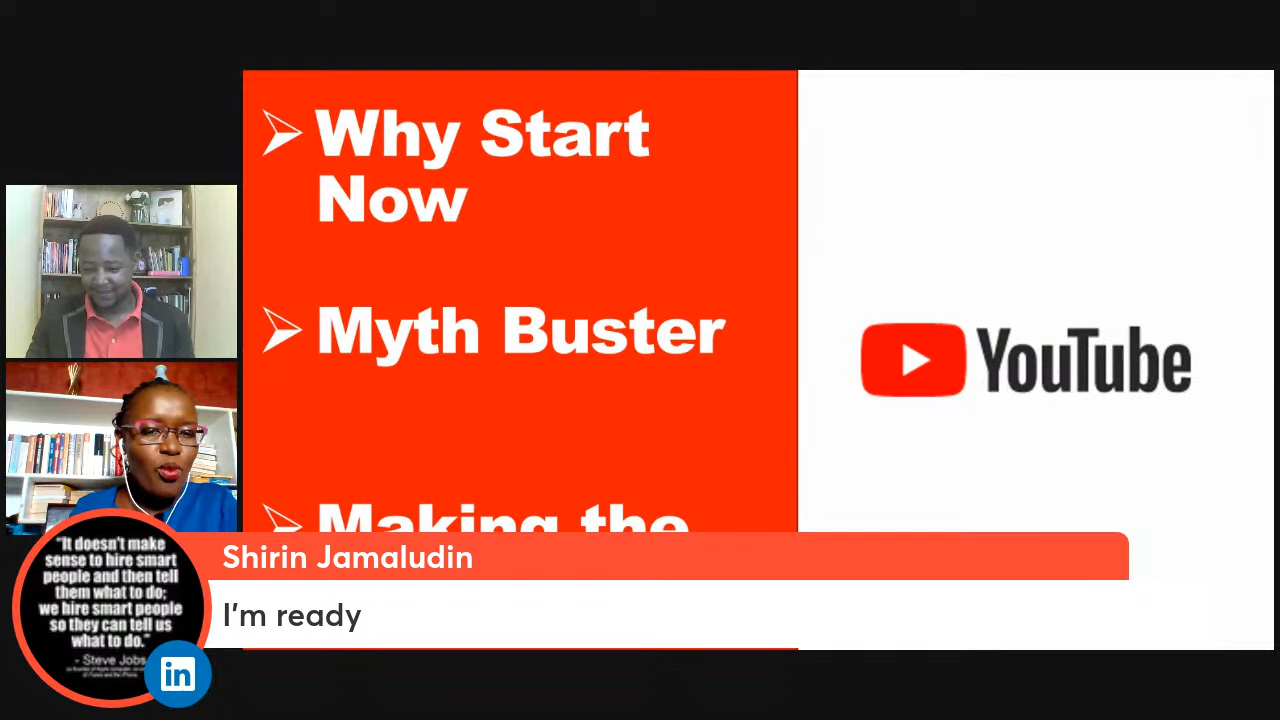 ➢ Why Start
Now
➢ Myth Buster
➢ Making the
YouTube
Shirin Jamaludin
I'm ready
"It doesn't make
sense to hire smart
people and then tell
them what to do;
we hire smart people
so they can tell us
what to do."
- Steve Jobs
in